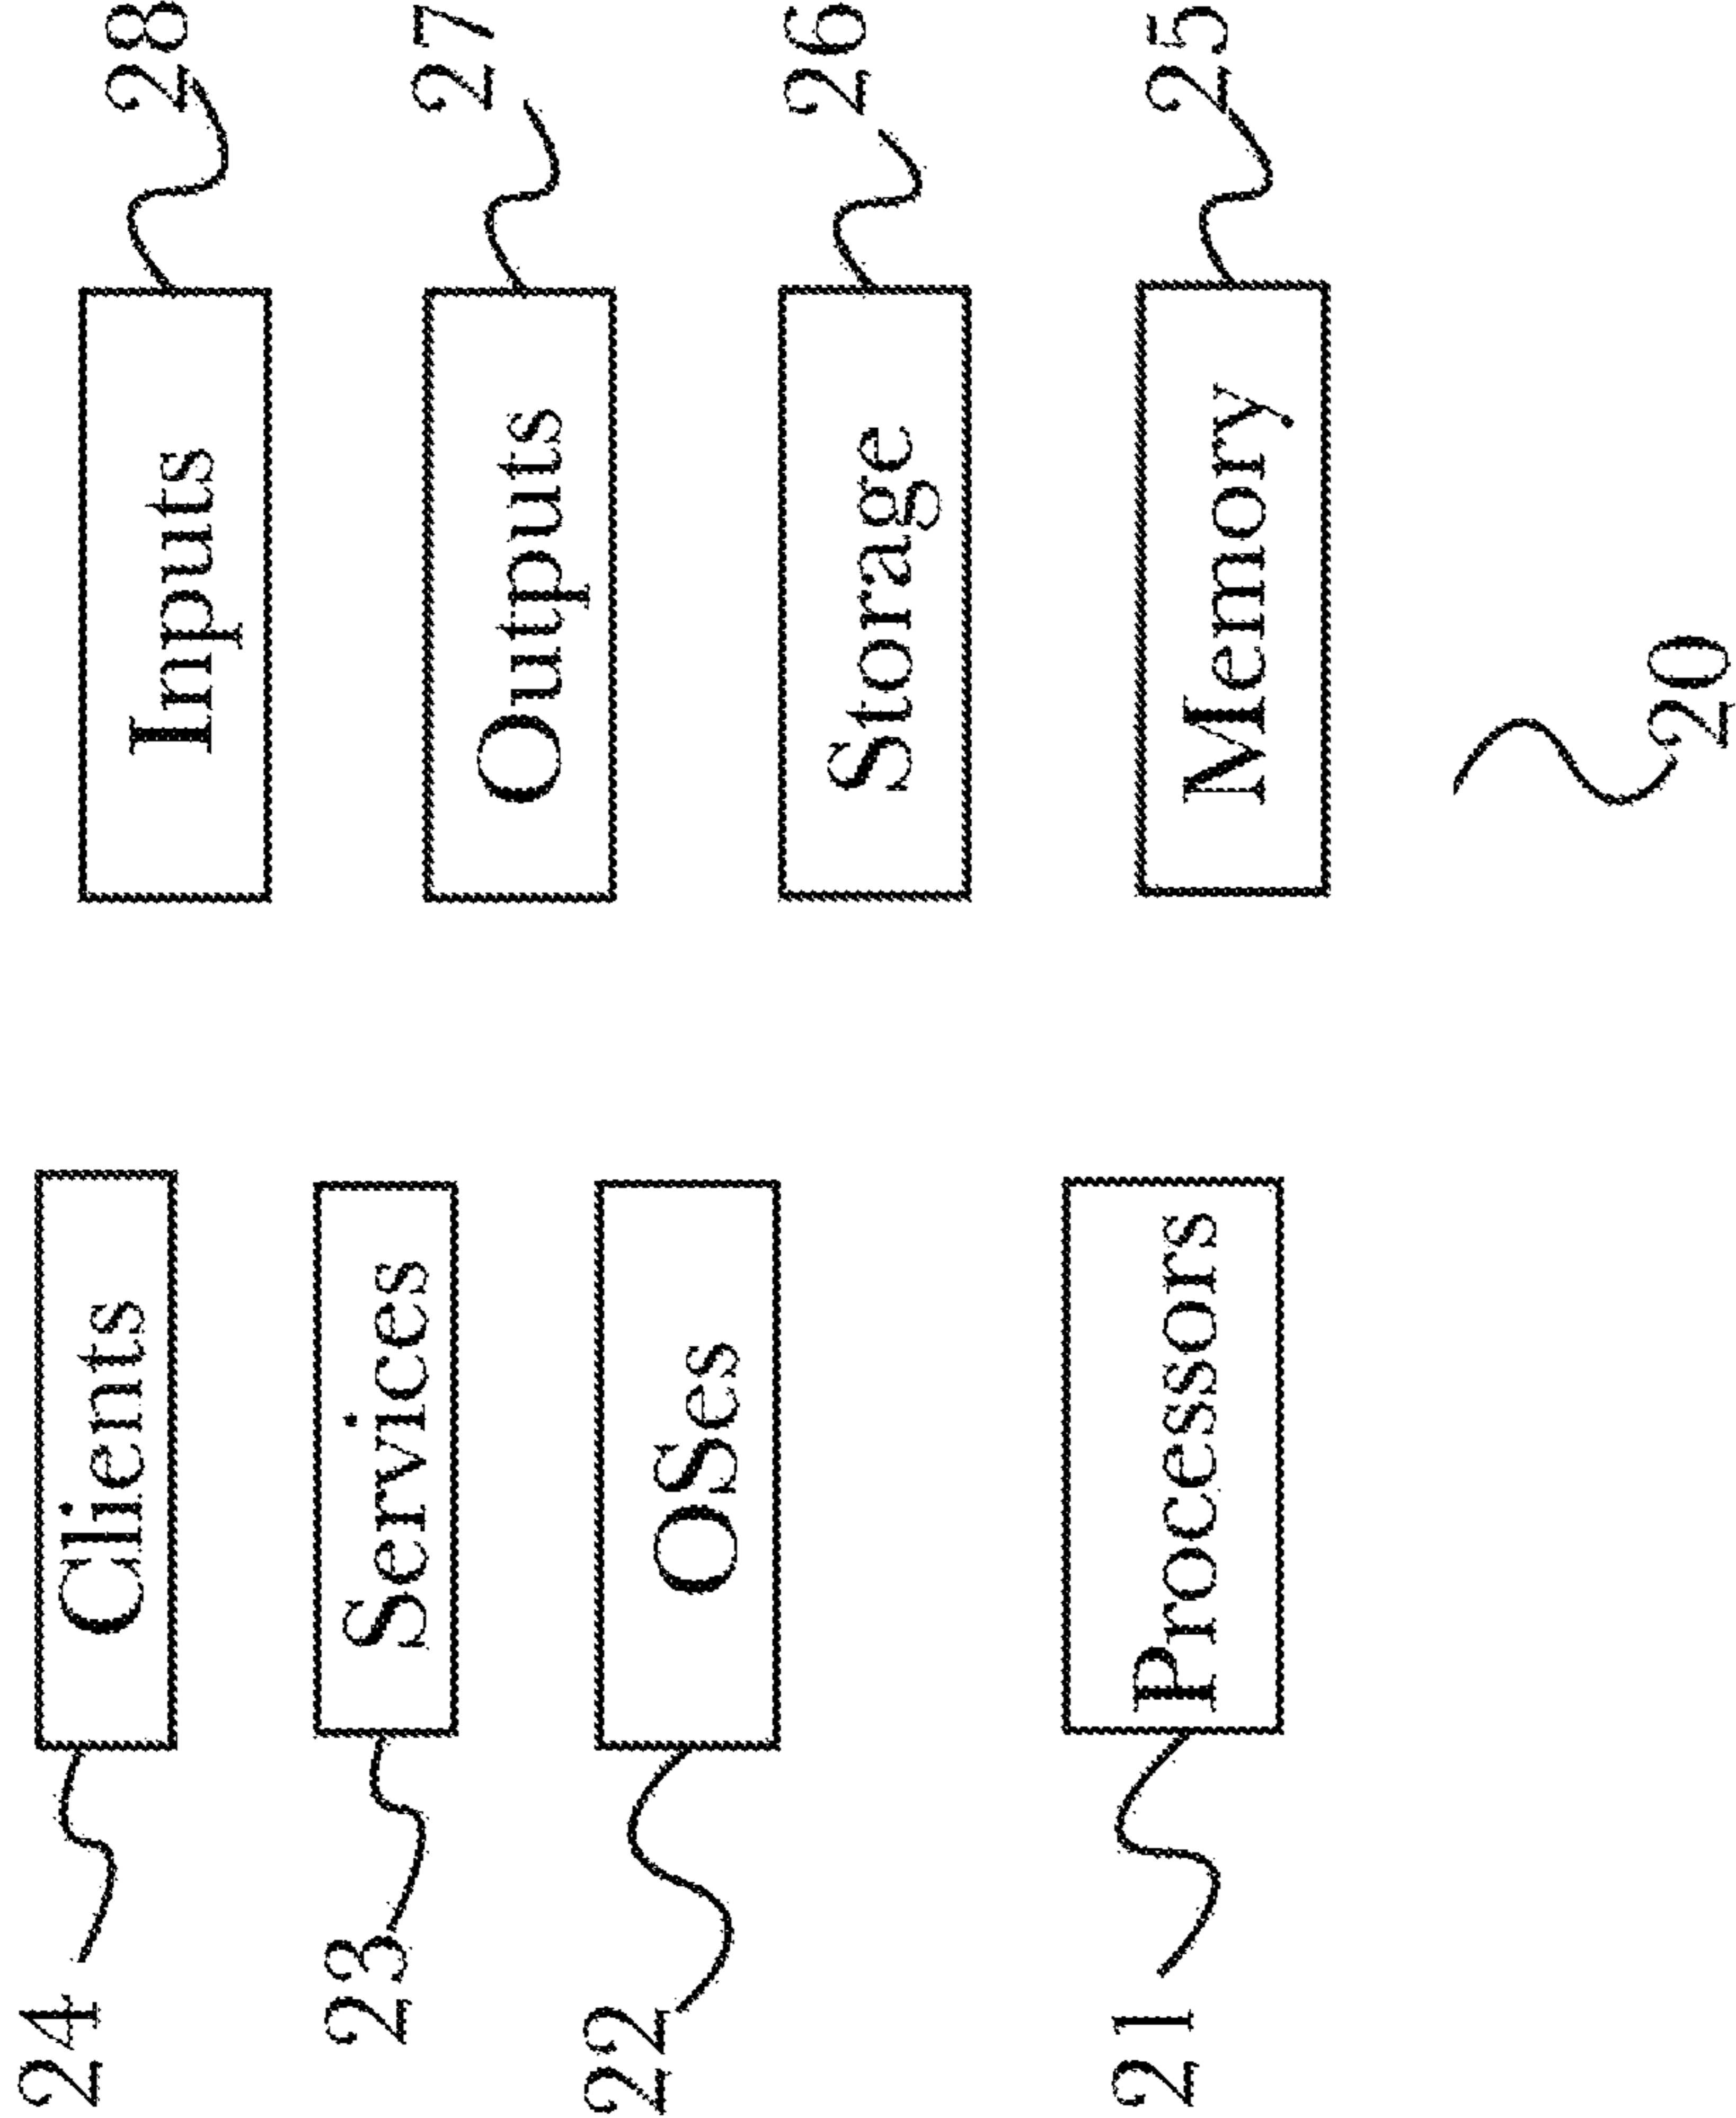 24
Clients
Inputs
28
23
Services
Outputs
27
22
OSes
Storage
26
21
Processors
Memory
25
20